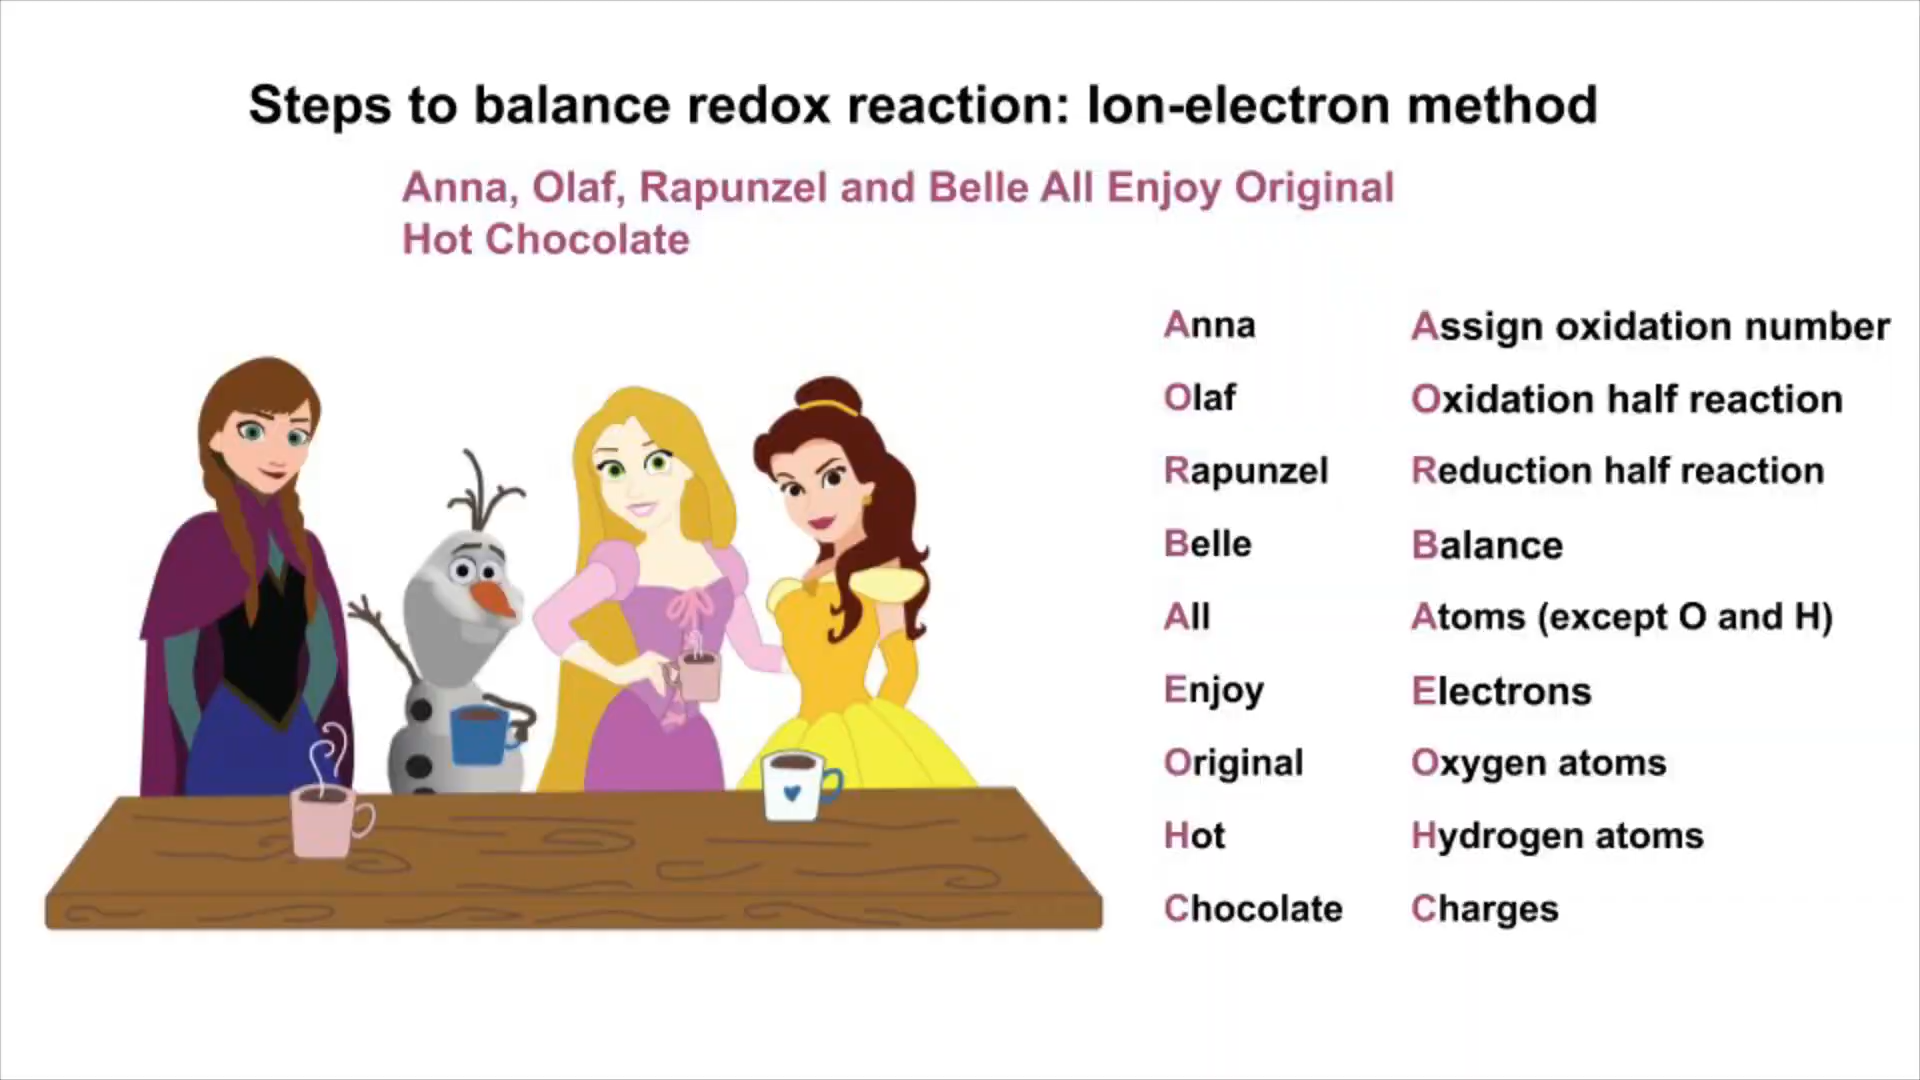 Steps to balance redox reaction: Ion-electron method
Anna, Olaf, Rapunzel and Belle All Enjoy Original
Hot Chocolate
Anna Assign oxidation number
Olaf Oxidation half reaction
Rapunzel Reduction half reaction
Belle Balance
All Atoms (except O and H)
Enjoy Electrons
Original Oxygen atoms
Hot Hydrogen atoms
Chocolate Charges